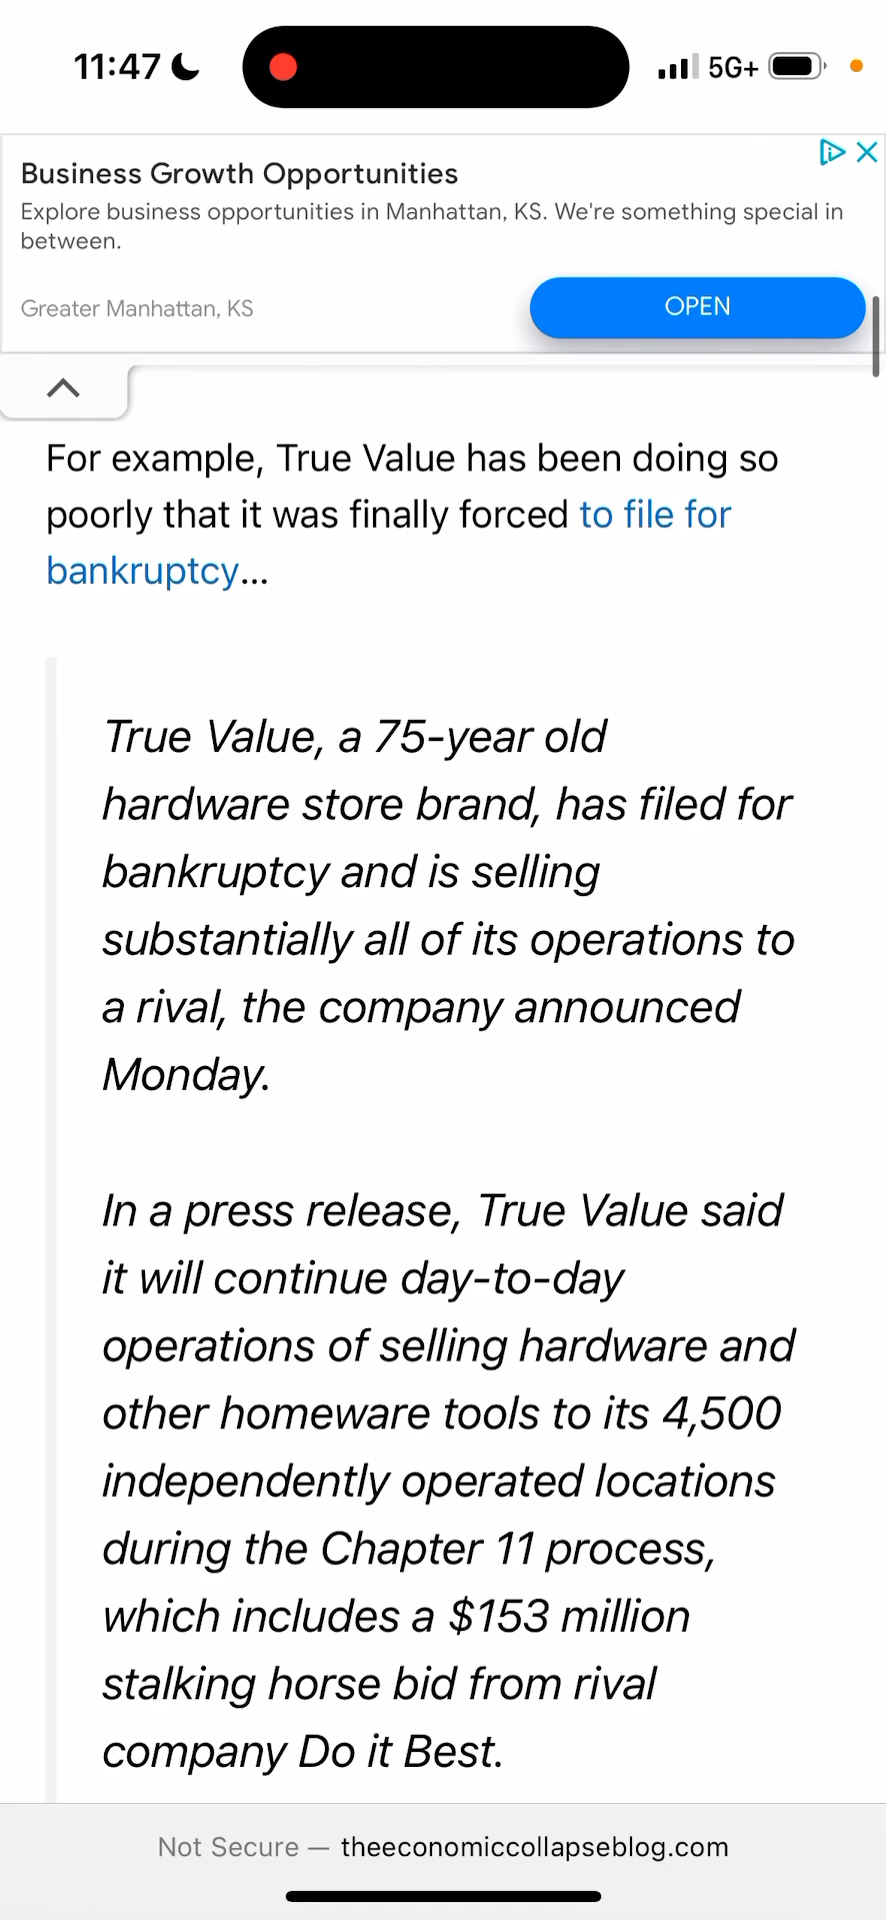 11:47
5G+
Business Growth Opportunities
Explore business opportunities in Manhattan, KS. We're something special in
between.
Greater Manhattan, KS
OPEN
For example, True Value has been doing so
poorly that it was finally forced to file for
bankruptcy...
True Value, a 75-year old
hardware store brand, has filed for
bankruptcy and is selling
substantially all of its operations to
a rival, the company announced
Monday.
In a press release, True Value said
it will continue day-to-day
operations of selling hardware and
other homeware tools to its 4,500
independently operated locations
during the Chapter 11 process,
which includes a $153 million
stalking horse bid from rival
company Do it Best.
Not Secure — theeconomiccollapseblog.com